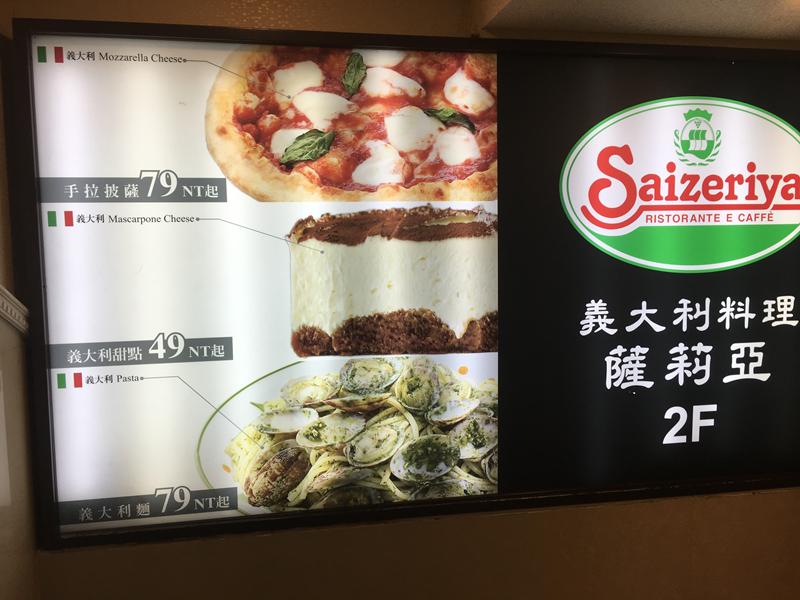 義大利 Mozzarella Cheese
手拉披薩 79 NT起
義大利 Mascarpone Cheese
義大利甜點 49 NT起
義大利 Pasta
義大利麵 79 NT起
Saizeriya
RISTORANTE E CAFFÈ
義大利料理
薩莉亞
2F